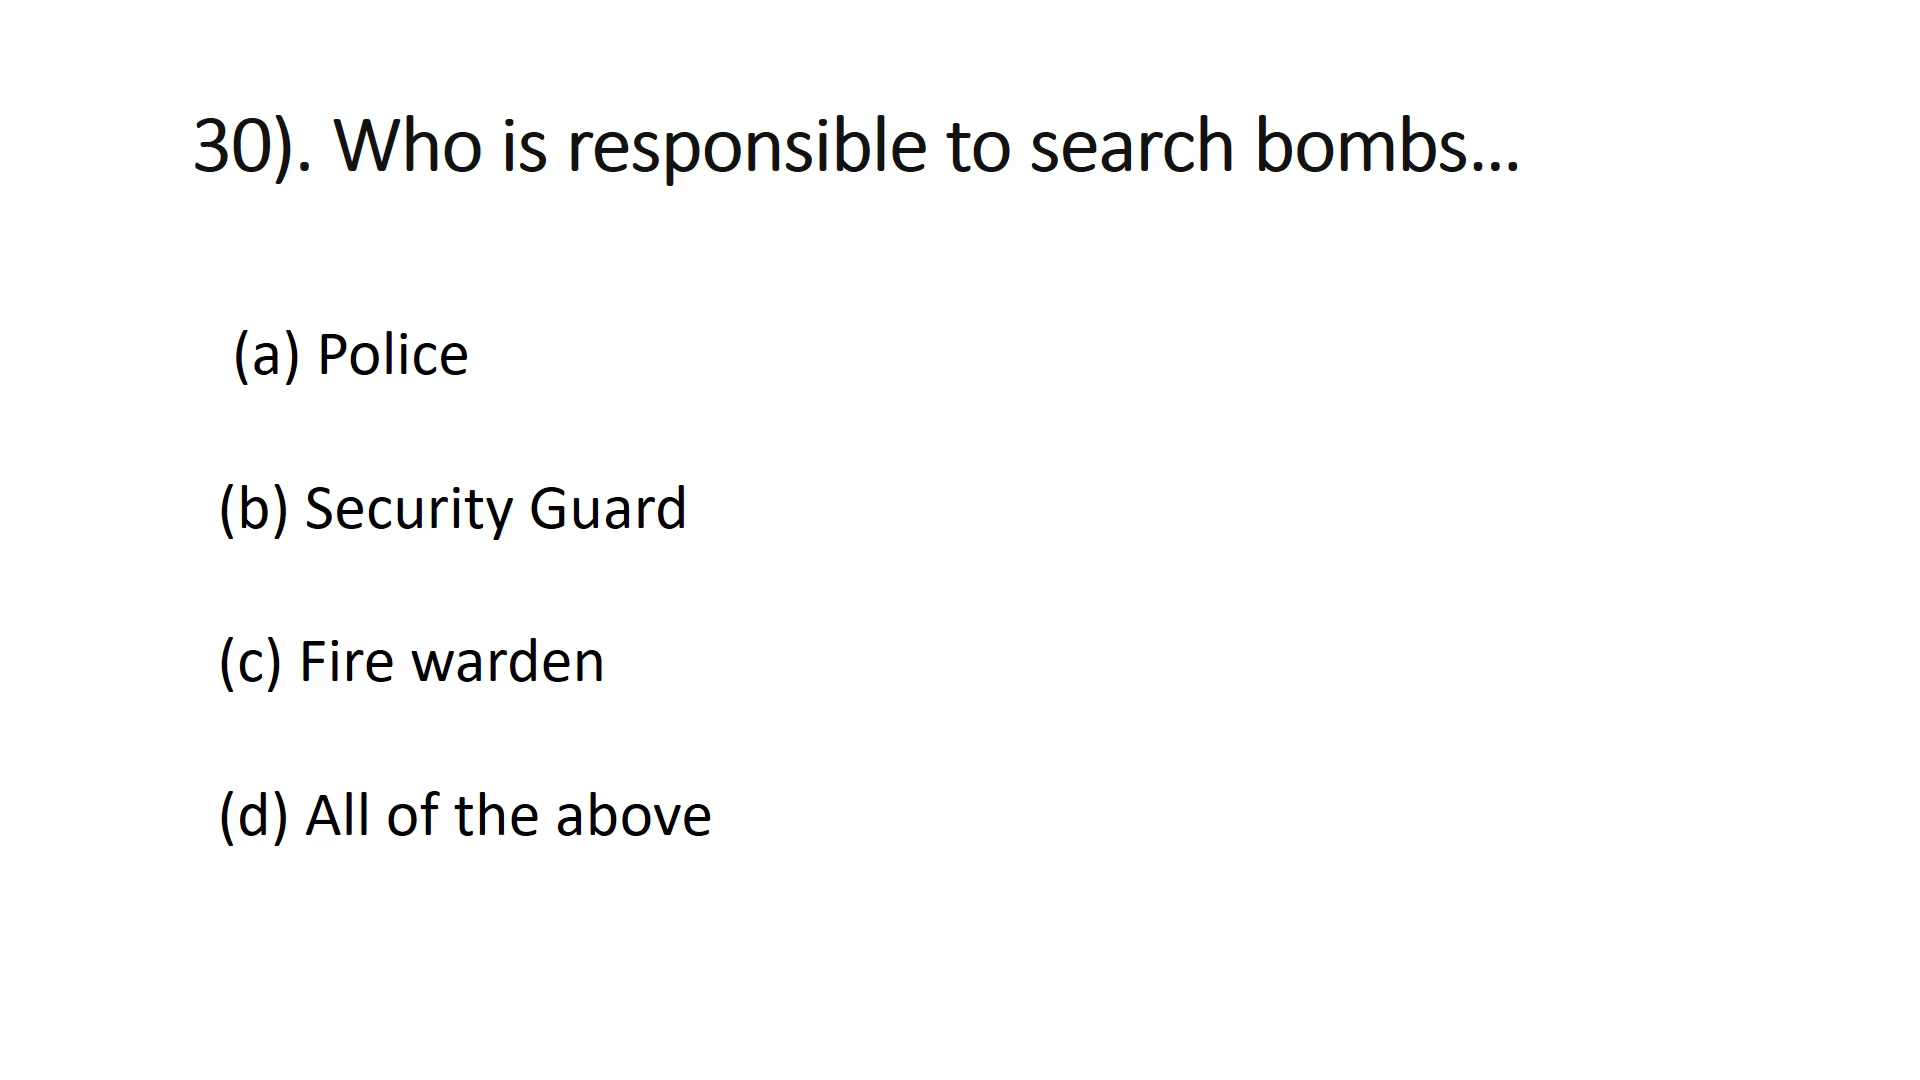 30). Who is responsible to search bombs...
(a) Police
(b) Security Guard
(c) Fire warden
(d) All of the above